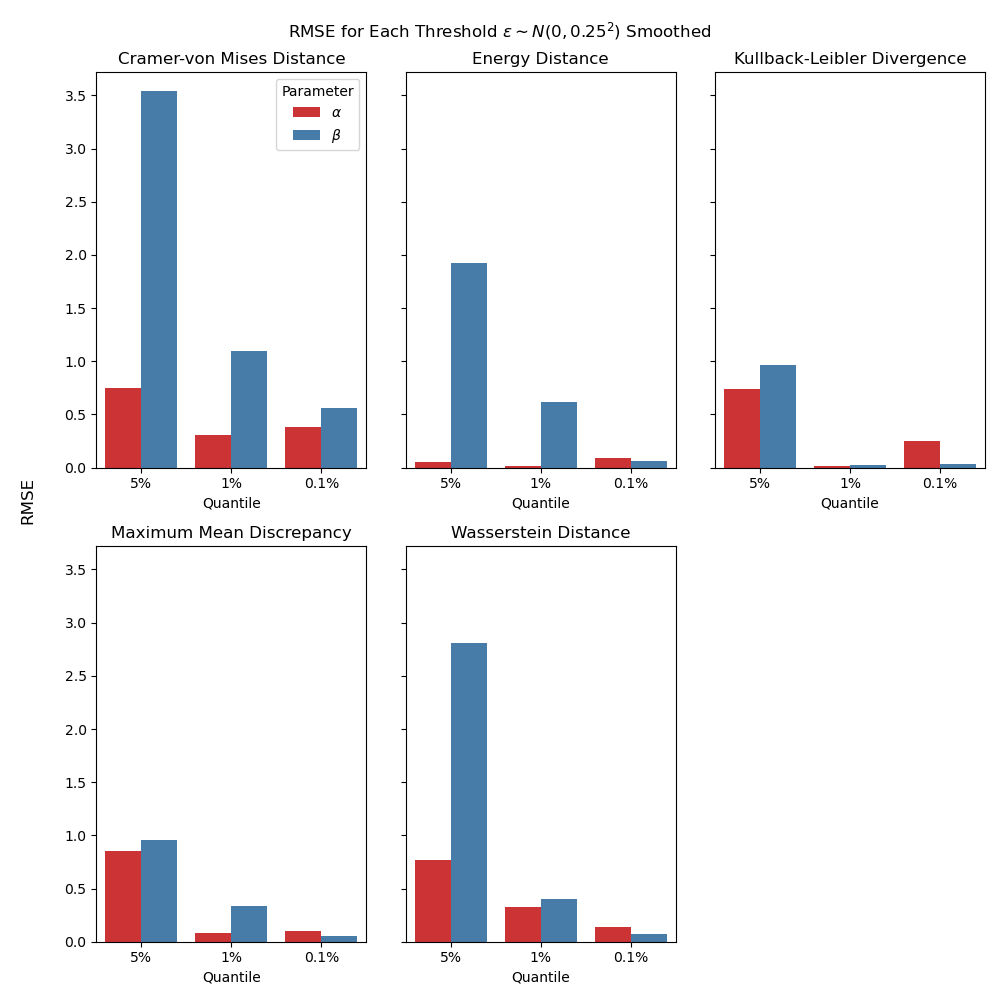 RMSE for Each Threshold ε ~ N(0, 0.25²) Smoothed
Cramer-von Mises Distance
3.5
3.0
2.5
2.0
1.5
1.0
0.5
0.0
Parameter
α
β
5% 1% 0.1%
Quantile
Energy Distance
5% 1% 0.1%
Quantile
Kullback-Leibler Divergence
5% 1% 0.1%
Quantile
RMSE
Maximum Mean Discrepancy
3.5
3.0
2.5
2.0
1.5
1.0
0.5
0.0
5% 1% 0.1%
Quantile
Wasserstein Distance
5% 1% 0.1%
Quantile